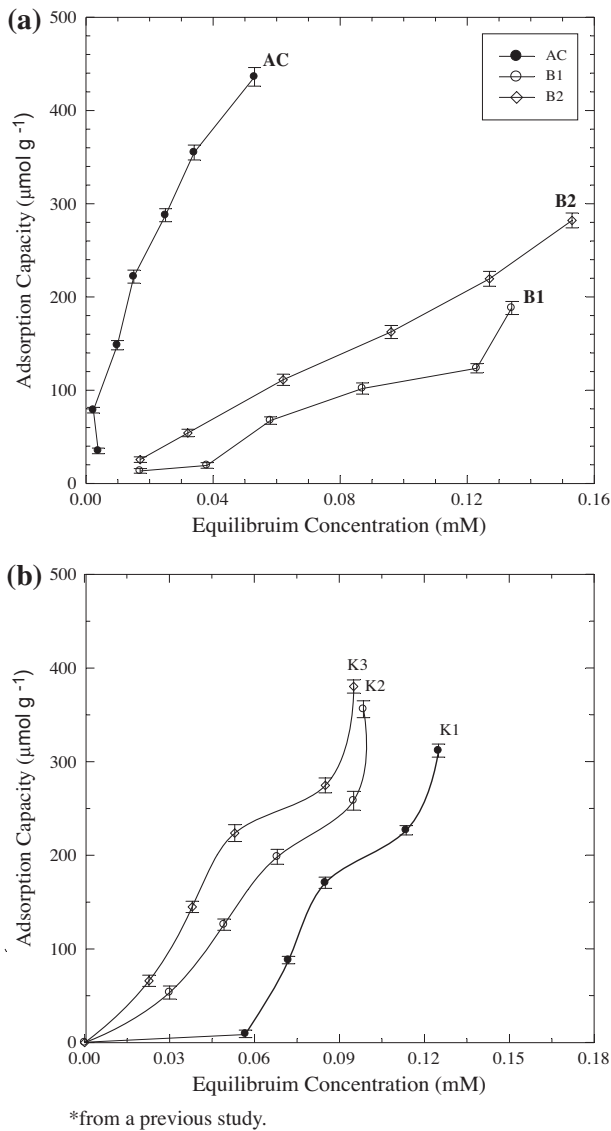 (a)
500
400
300
200
100
0
Adsorption Capacity (μmol g -1)
AC
B2
B1
AC
B1
B2
0.00 0.04 0.08 0.12 0.16
Equilibruim Concentration (mM)
(b)
500
400
300
200
100
0
Adsorption Capacity (μmol g -1)
K3
K2
K1
0.00 0.03 0.06 0.09 0.12 0.15 0.18
Equilibruim Concentration (mM)
*from a previous study.